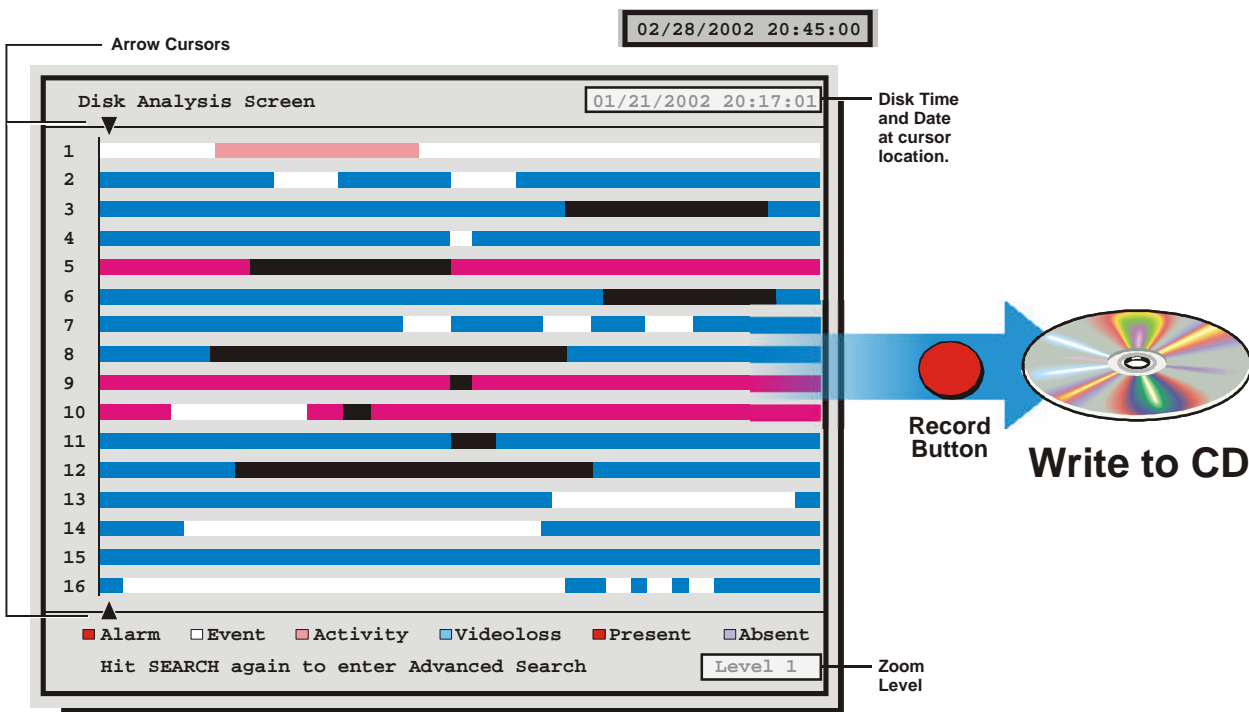 02/28/2002 20:45:00
Arrow Cursors
Disk Analysis Screen
01/21/2002 20:17:01
Disk Time
and Date
at cursor
location.
1
2
3
4
5
6
7
8
9
10
11
12
13
14
15
16
Record
Button
Write to CD
Alarm Event Activity Videoloss Present Absent
Hit SEARCH again to enter Advanced Search
Level 1
Zoom
Level